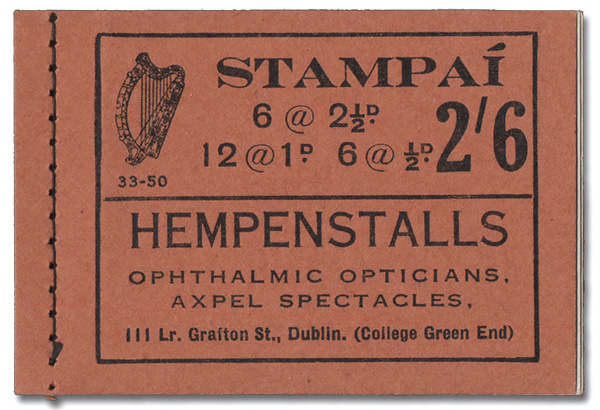 STAMPAÍ
6 @ 2½D.
12 @ 1D. 6 @ ½D.
2/6
33-50
HEMPENSTALLS
OPHTHALMIC OPTICIANS,
AXPEL SPECTACLES,
111 Lr. Grafton St., Dublin. (College Green End)